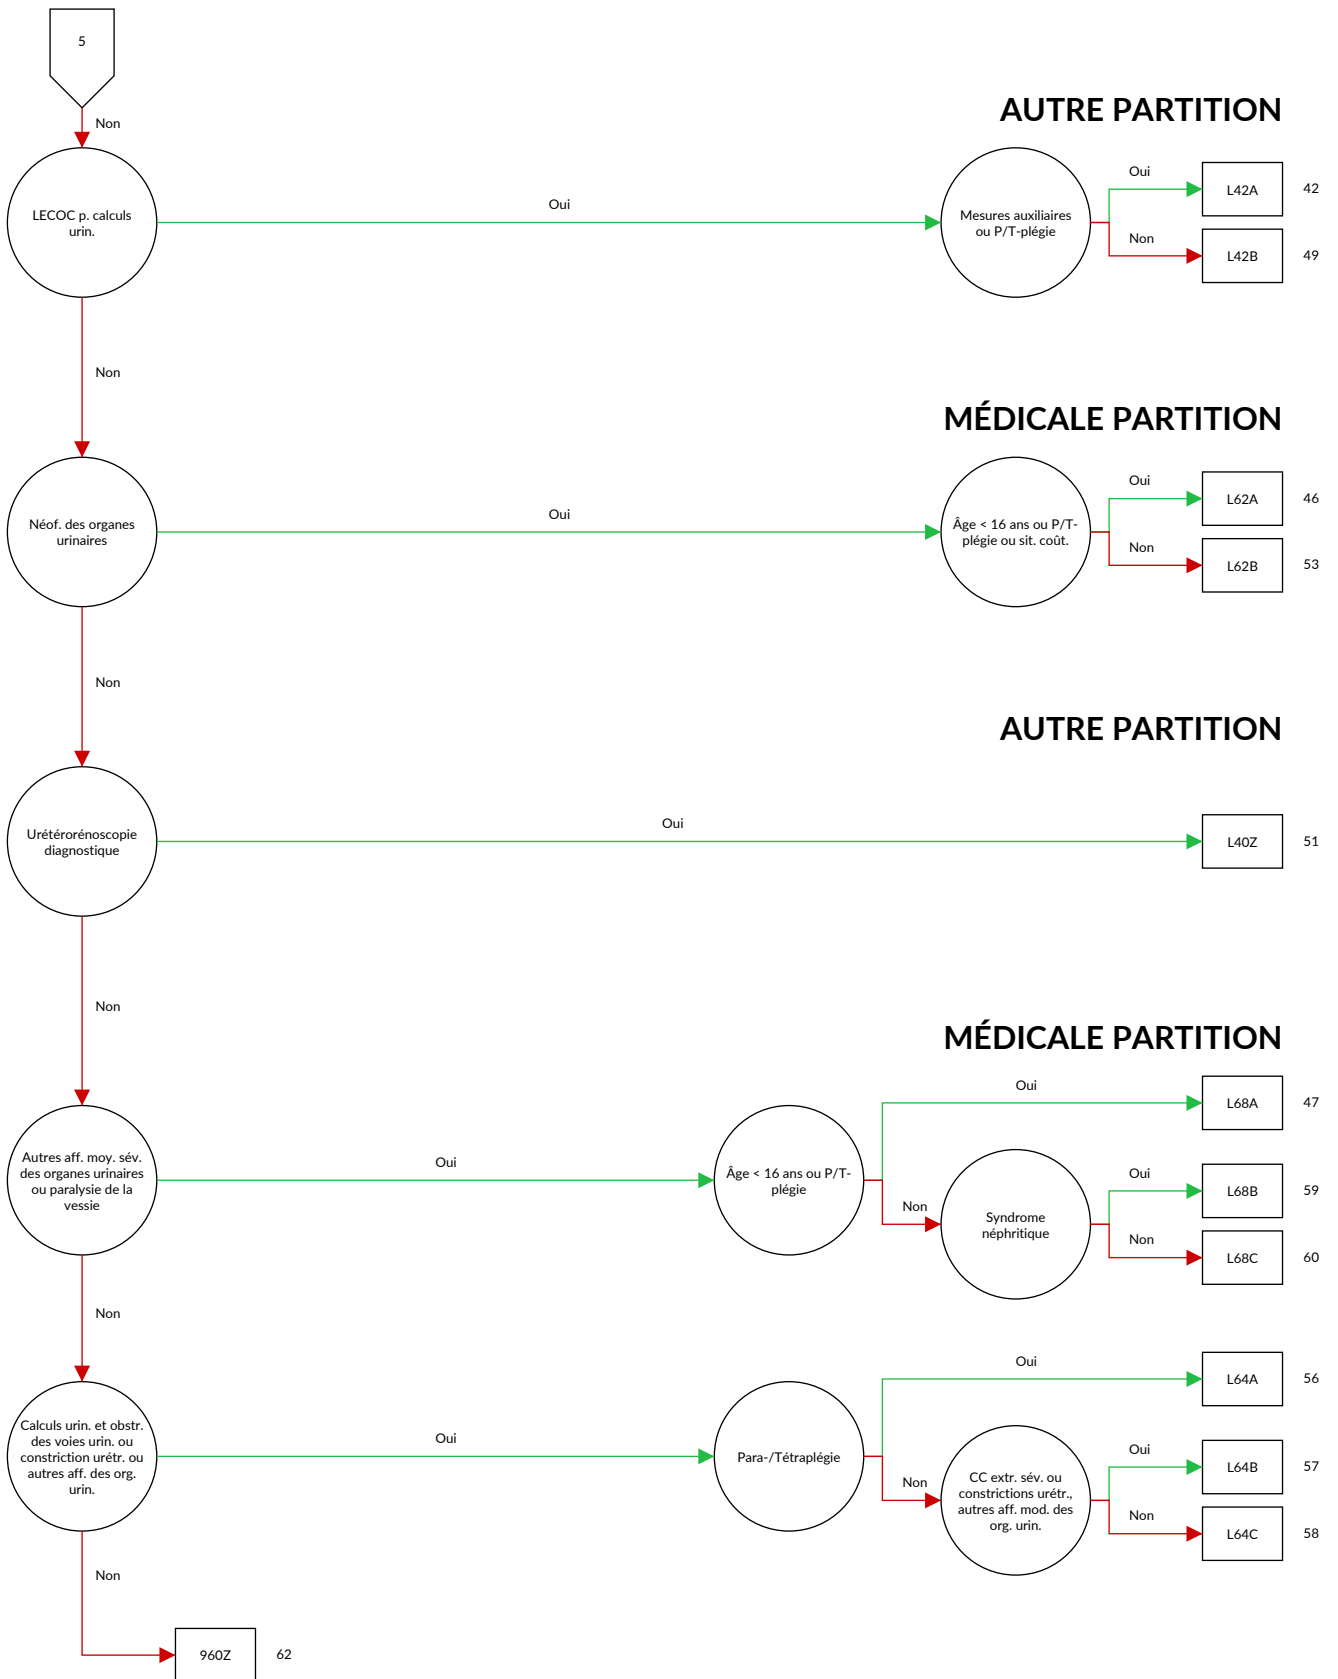 5
Non
AUTRE PARTITION
LECOC p. calculs
urin.
Oui
Mesures auxiliaires
ou P/T-plégie
Oui
L42A
42
Non
L42B
49
Non
MÉDICALE PARTITION
Néof. des organes
urinaires
Oui
Âge < 16 ans ou P/T-
plégie ou sit. coût.
Oui
L62A
46
Non
L62B
53
Non
AUTRE PARTITION
Urétérorénoscopie
diagnostique
Oui
L40Z
51
Non
MÉDICALE PARTITION
Autres aff. moy. sév.
des organes urinaires
ou paralysie de la
vessie
Oui
Âge < 16 ans ou P/T-
plégie
Oui
L68A
47
Non
Syndrome
néphritique
Oui
L68B
59
Non
L68C
60
Non
Calculs urin. et obstr.
des voies urin. ou
constriction urétr. ou
autres aff. des org.
urin.
Oui
Para-/Tétraplégie
Oui
L64A
56
Non
CC extr. sév. ou
constrictions urétr.,
autres aff. mod. des
org. urin.
Oui
L64B
57
Non
L64C
58
Non
960Z
62